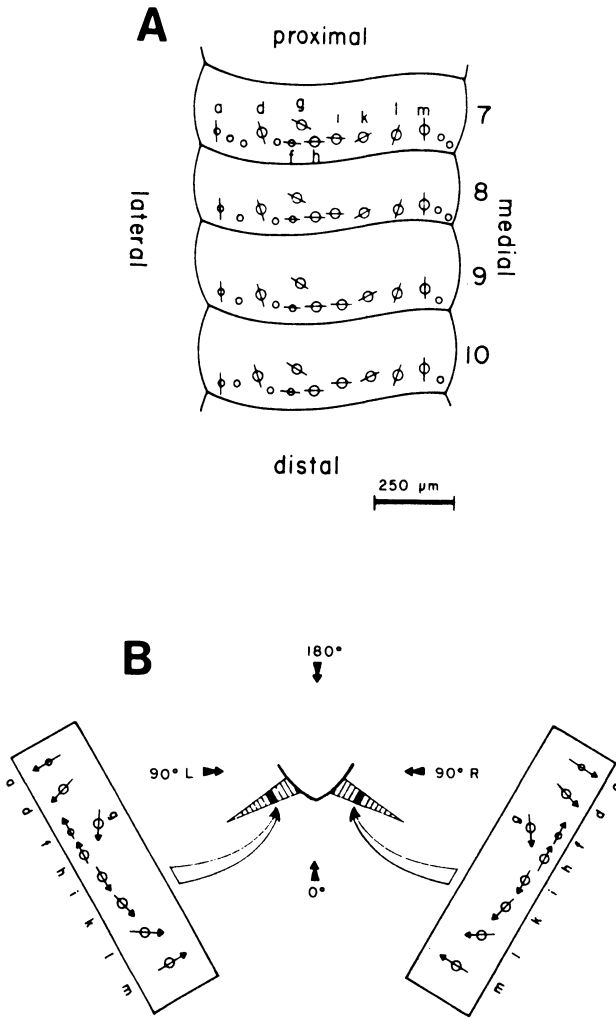 A
proximal
a d g i k l m
f h
7
8
9
10
lateral
medial
distal
250 µm
B
180°
90° L
90° R
0°
a d f h i k l m
g
d f h i k l m
g